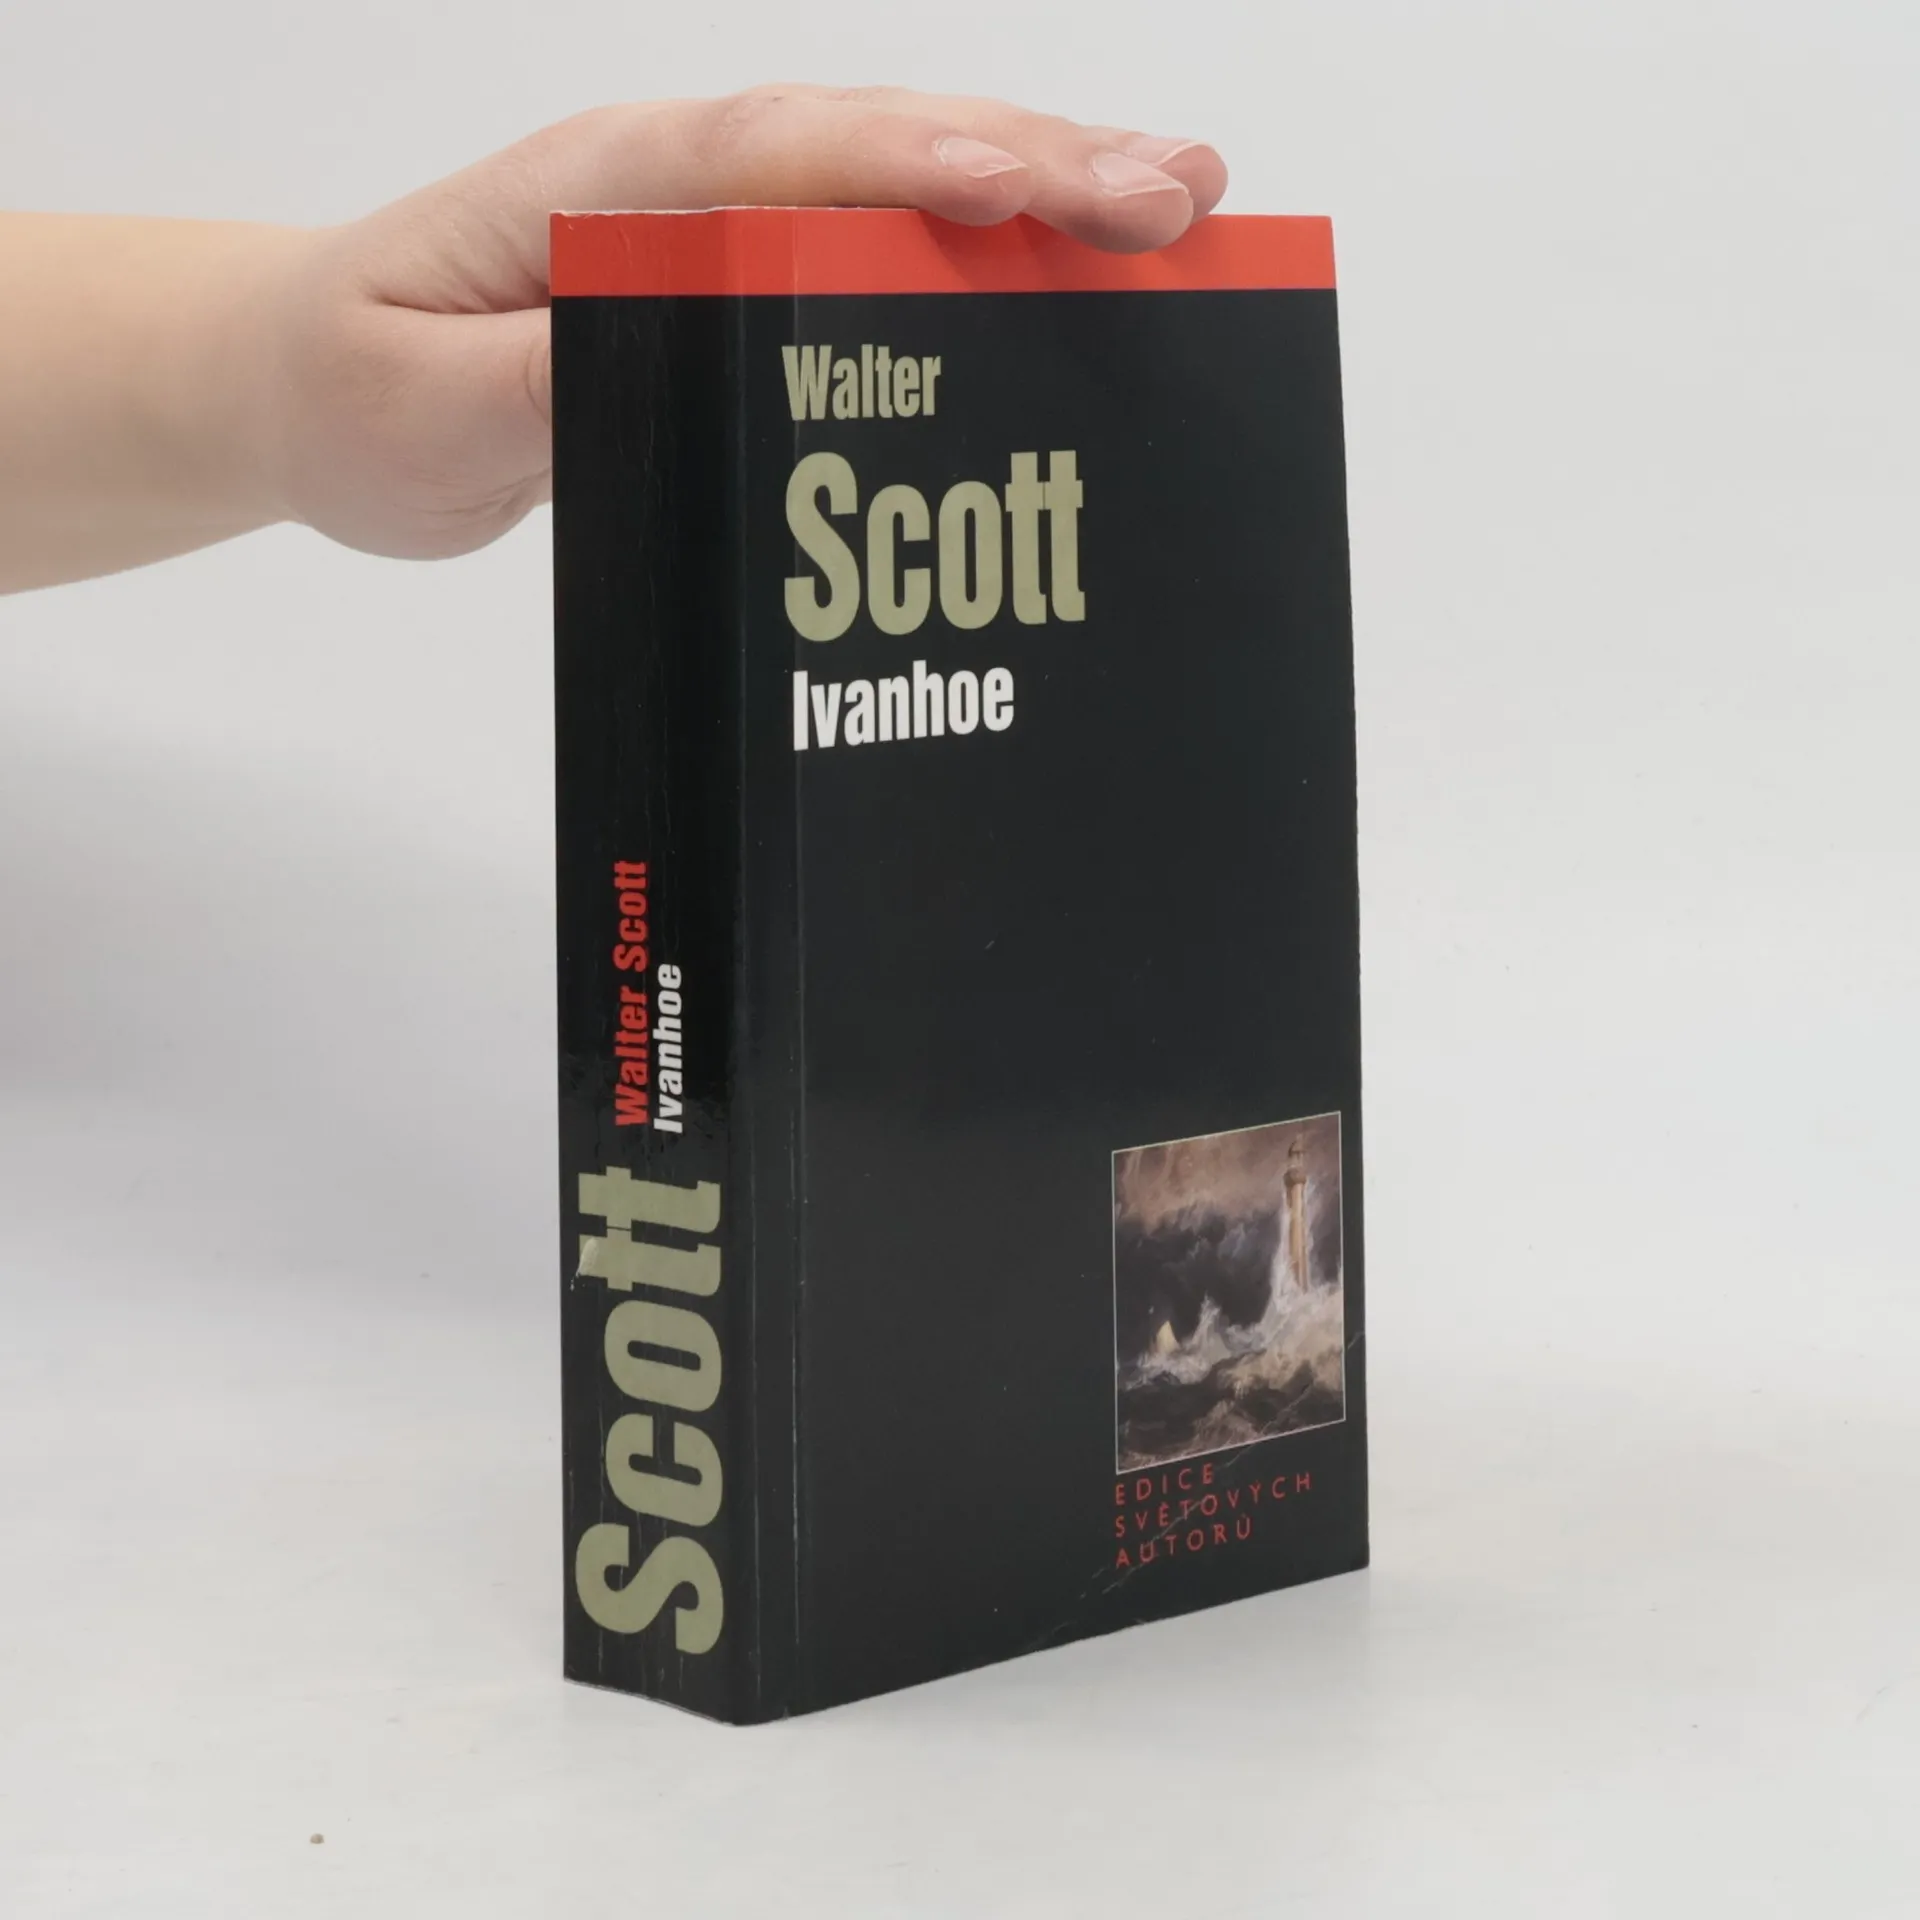 Walter
Scott
Ivanhoe
EDICE
SVĚTOVÝCH
AUTORŮ
Walter Scott
Ivanhoe
Scott